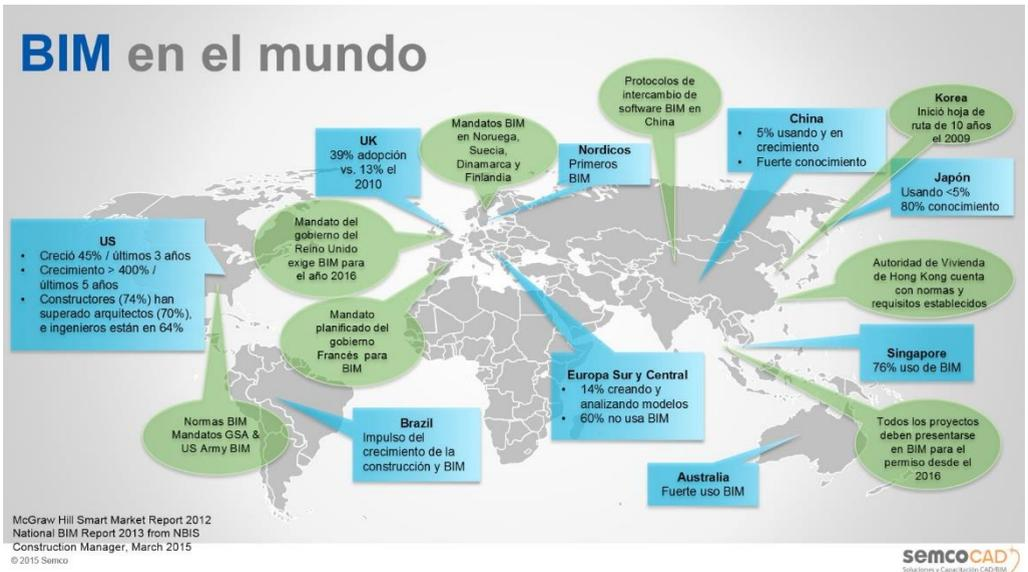 BIM en el mundo
Protocolos de
intercambio de
software BIM en
China
Korea
Inició hoja de
ruta de 10 años
el 2009
China
• 5% usando y en
crecimiento
• Fuerte conocimiento
Mandatos BIM
en Noruega,
Suecia,
Dinamarca y
Finlandia
UK
39% adopción
vs. 13% el
2010
Nordicos
Primeros
BIM
Japón
Usando <5%
80% conocimiento
Mandato del
gobierno del
Reino Unido
exige BIM para
el año 2016
US
• Creció 45% / últimos 3 años
• Crecimiento > 400% /
últimos 5 años
• Constructores (74%) han
superado arquitectos (70%),
e ingenieros están en 64%
Autoridad de Vivienda
de Hong Kong cuenta
con normas y
requisitos establecidos
Mandato
planificado del
gobierno
Francés para
BIM
Singapore
76% uso de BIM
Europa Sur y Central
• 14% creando y
analizando modelos
• 60% no usa BIM
Normas BIM
Mandatos GSA &
US Army BIM
Brazil
Impulso del
crecimiento de la
construcción y BIM
Todos los proyectos
deben presentarse
en BIM para el
permiso desde el
2016
Australia
Fuerte uso BIM
McGraw Hill Smart Market Report 2012
National BIM Report 2013 from NBIS
Construction Manager, March 2015
© 2015 Semco
semcoCAD
Soluciones y Capacitación CAD/BIM